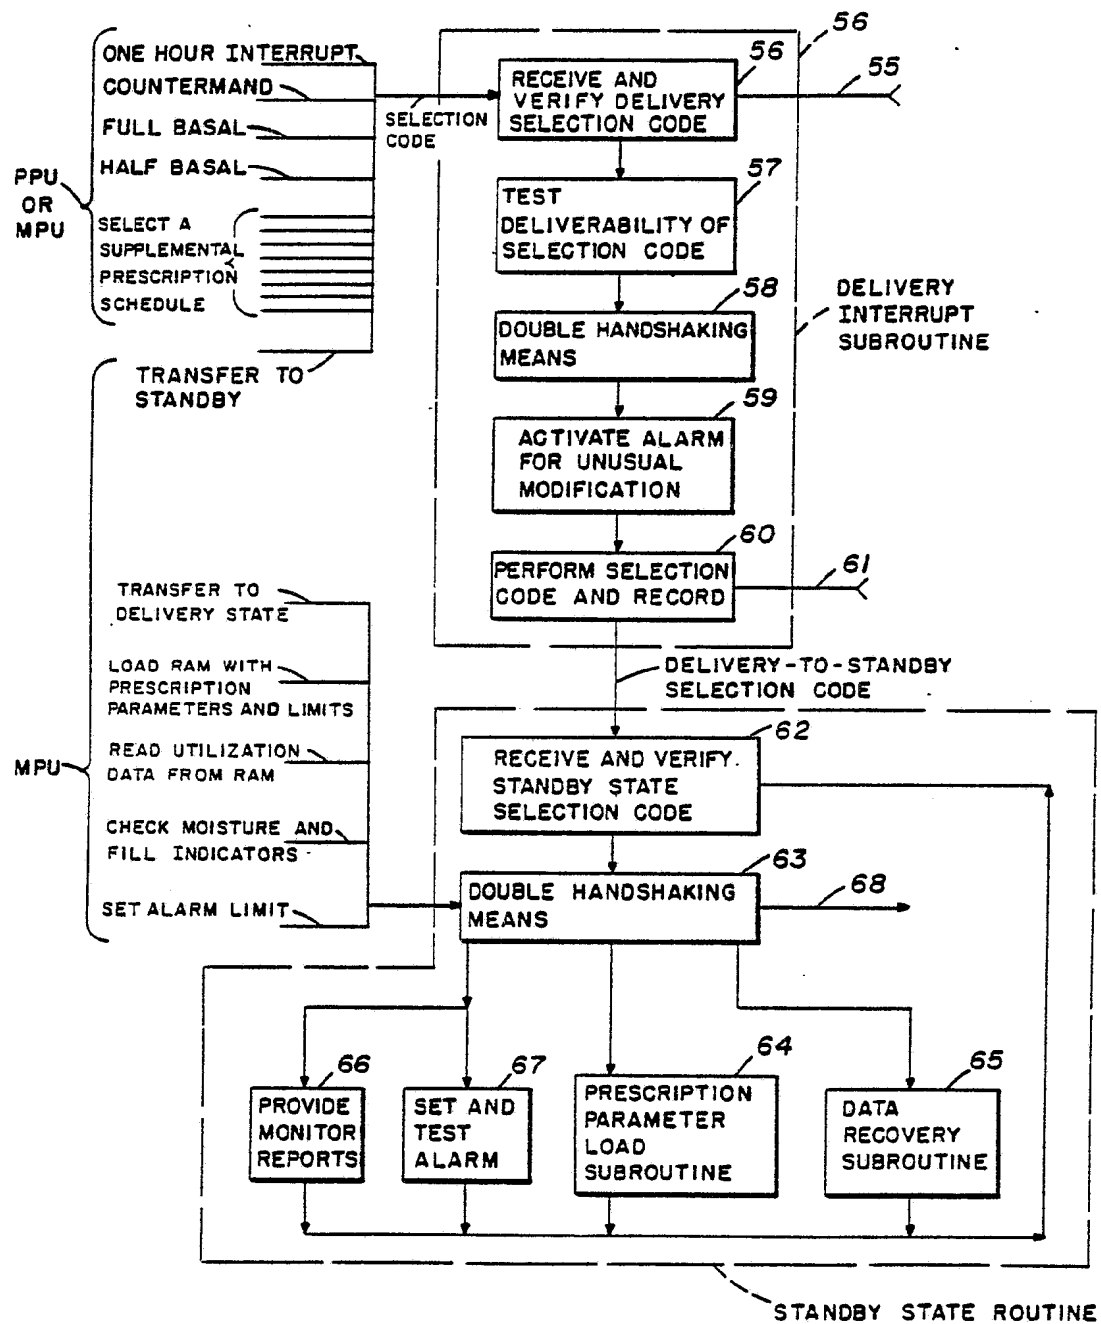 ONE HOUR INTERRUPT
COUNTERMAND
FULL BASAL
HALF BASAL
PPU
OR
MPU
SELECT A
SUPPLEMENTAL
PRESCRIPTION
SCHEDULE
TRANSFER TO
STANDBY
SELECTION
CODE
56
56
55
RECEIVE AND
VERIFY DELIVERY
SELECTION CODE
57
TEST
DELIVERABILITY OF
SELECTION CODE
58
DOUBLE HANDSHAKING
MEANS
DELIVERY
INTERRUPT
SUBROUTINE
59
ACTIVATE ALARM
FOR UNUSUAL
MODIFICATION
60
PERFORM SELECTION
CODE AND RECORD
61
DELIVERY-TO-STANDBY
SELECTION CODE
MPU
TRANSFER TO
DELIVERY STATE
LOAD RAM WITH
PRESCRIPTION
PARAMETERS AND LIMITS
READ UTILIZATION
DATA FROM RAM
CHECK MOISTURE AND
FILL INDICATORS
SET ALARM LIMIT
62
RECEIVE AND VERIFY.
STANDBY STATE
SELECTION CODE
63
DOUBLE HANDSHAKING
MEANS
68
66
PROVIDE
MONITOR
REPORTS
67
SET AND
TEST
ALARM
64
PRESCRIPTION
PARAMETER
LOAD
SUBROUTINE
65
DATA
RECOVERY
SUBROUTINE
STANDBY STATE ROUTINE